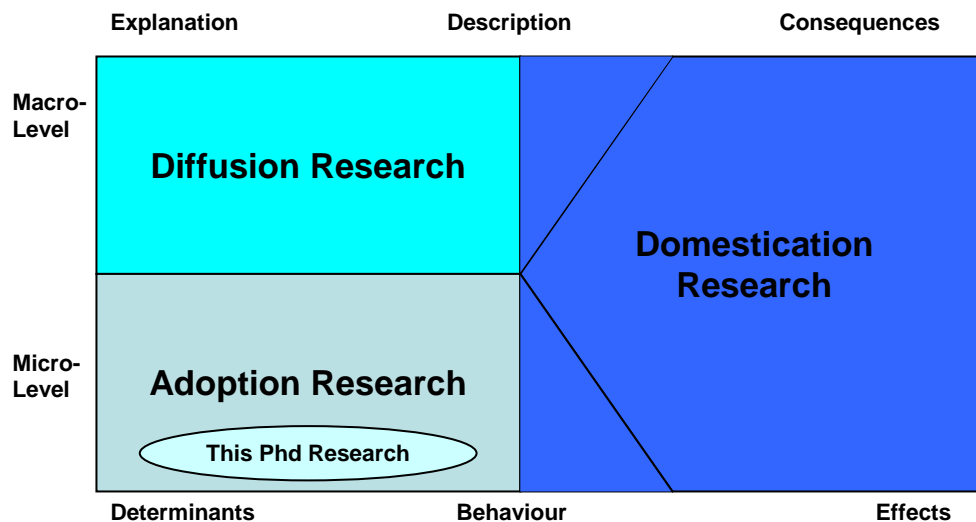 Explanation Description Consequences
Macro-
Level
Diffusion Research
Domestication
Research
Micro-
Level
Adoption Research
This Phd Research
Determinants Behaviour Effects